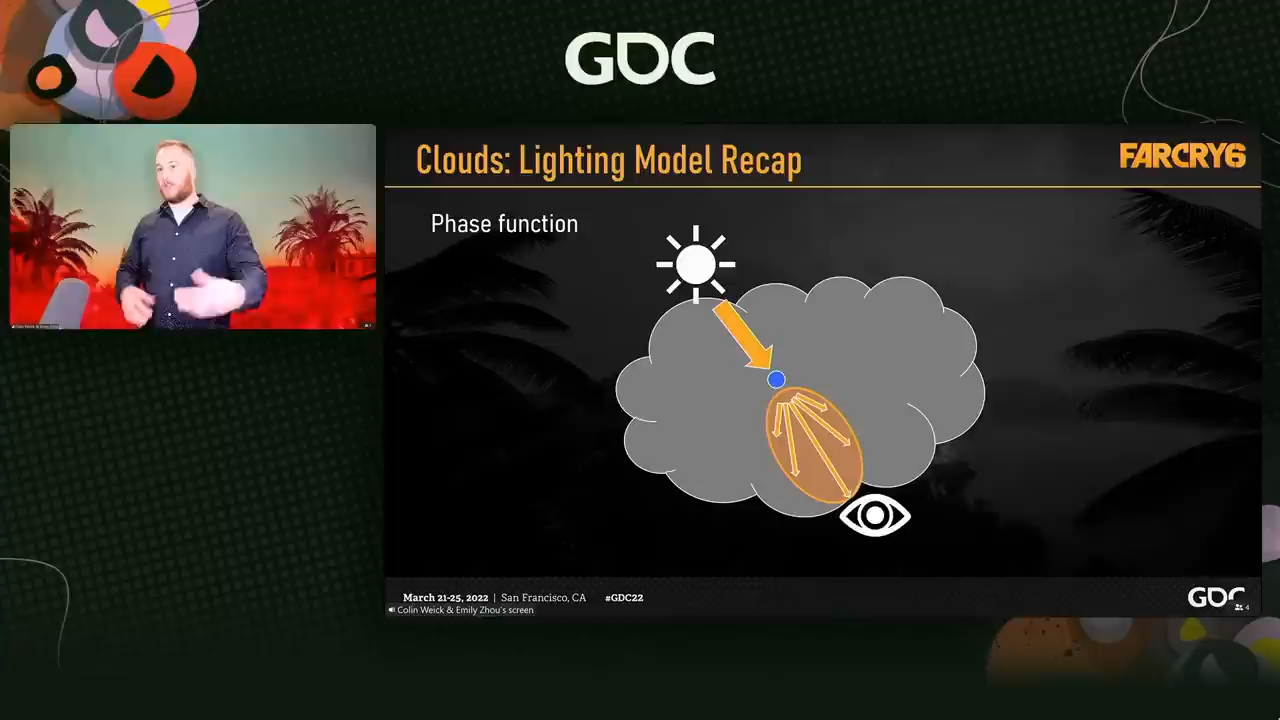 GDC
Clouds: Lighting Model Recap
FARCRY6
Phase function
March 21-25, 2022 | San Francisco, CA #GDC22
GDC
Colin Weick & Emily Zhou's screen
4